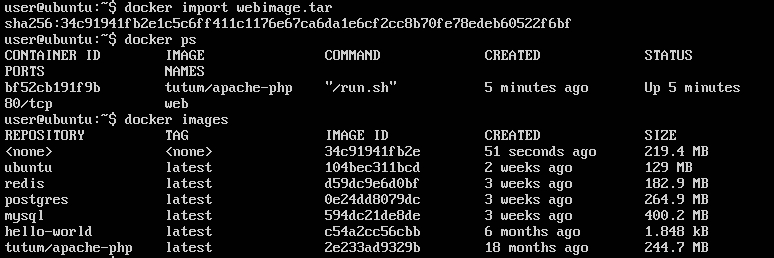 user@ubuntu:~$ docker import webimage.tar
sha256:34c91941fb2e1c5c6ff411c1176e67ca6da1e6cf2cc8b70fe78edeb60522f6bf
user@ubuntu:~$ docker ps
CONTAINER ID IMAGE COMMAND CREATED STATUS
PORTS NAMES
bf52cb191f9b tutum/apache-php "/run.sh" 5 minutes ago Up 5 minutes
80/tcp web
user@ubuntu:~$ docker images
REPOSITORY TAG IMAGE ID CREATED SIZE
<none> <none> 34c91941fb2e 51 seconds ago 219.4 MB
ubuntu latest 104bec311bcd 2 weeks ago 129 MB
redis latest d59dc9e6d0bf 3 weeks ago 182.9 MB
postgres latest 0e24dd8079dc 3 weeks ago 264.9 MB
mysql latest 594dc21de8de 3 weeks ago 400.2 MB
hello-world latest c54a2cc56cbb 6 months ago 1.848 kB
tutum/apache-php latest 2e233ad9329b 18 months ago 244.7 MB